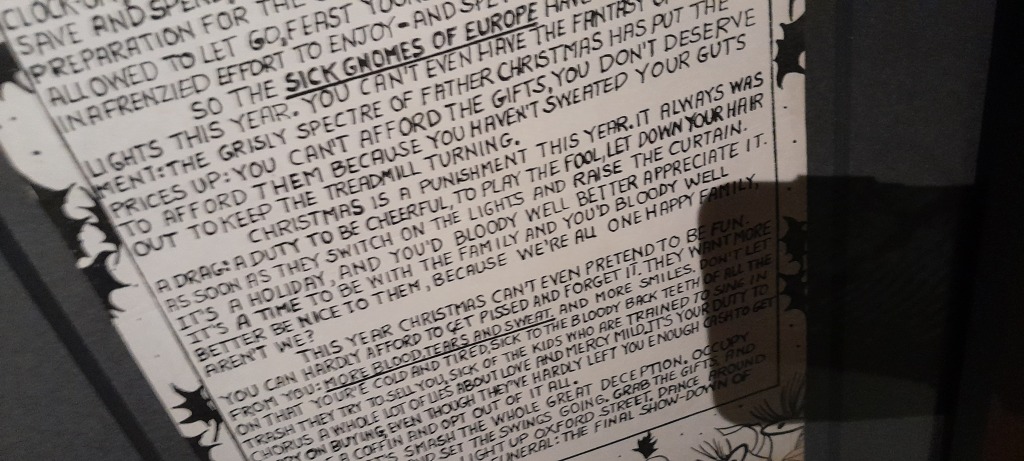 CLOCK-
SAVE AND SPEND,
PREPARATION FOR THE
ALLOWED TO LET GO, FEAST YOUR
IN A FRENZIED EFFORT TO ENJOY - AND SPE
SO THE SICK GNOMES OF EUROPE HAVE
LIGHTS THIS YEAR. YOU CAN'T EVEN HAVE THE FANTASY
MENT: THE GRISLY SPECTRE OF FATHER CHRISTMAS HAS PUT THE
PRICES UP: YOU CAN'T AFFORD THE GIFTS, YOU DON'T DESERVE
TO AFFORD THEM BECAUSE YOU HAVEN'T SWEATED YOUR GUTS
OUT TO KEEP THE TREADMILL TURNING.
CHRISTMAS IS A PUNISHMENT THIS YEAR. IT ALWAYS WAS
A DRAG: A DUTY TO BE CHEERFUL, TO PLAY THE FOOL, LET DOWN YOUR HAIR
AS SOON AS THEY SWITCH ON THE LIGHTS AND RAISE THE CURTAIN.
IT'S A HOLIDAY, AND YOU'D BLOODY WELL BETTER APPRECIATE IT.
IT'S A TIME TO BE WITH THE FAMILY, AND YOU'D BLOODY WELL
BETTER BE NICE TO THEM, BECAUSE WE'RE ALL ONE HAPPY FAMILY,
AREN'T WE?
THIS YEAR CHRISTMAS CAN'T EVEN PRETEND TO BE FUN.
YOU CAN HARDLY AFFORD TO GET PISSED AND FORGET IT. THEY WANT MORE
FROM YOU: MORE BLOOD, TEARS AND SWEAT. AND MORE SMILES. DON'T LET
ON THAT YOU'RE COLD AND TIRED, SICK TO THE BLOODY BACK TEETH OF ALL THE
TRASH THEY TRY TO SELL YOU, SICK OF THE KIDS WHO ARE TRAINED TO SING IN
CHORUS A WHOLE LOT OF LIES ABOUT LOVE AND MERCY MILD. IT'S YOUR DUTY TO
ON BUYING, EVEN THOUGH THEY'VE HARDLY LEFT YOU ENOUGH CASH TO GET
A COFFIN AND OPT OUT OF IT ALL.
SMASH THE WHOLE GREAT DECEPTION. OCCUPY
AND SET THE SWINGS GOING. GRAB THE GIFTS, AND
LIGHT UP OXFORD STREET, DANCE AROUND
FUNERAL: THE FINAL SHOW-DOWN OF